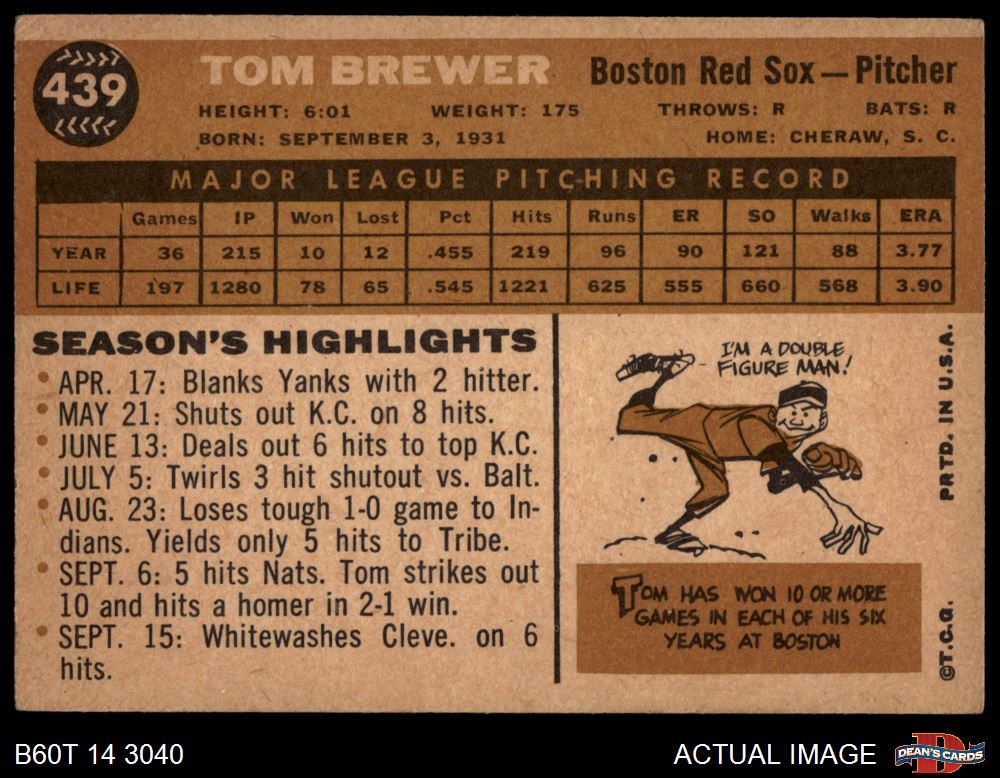 439
TOM BREWER
Boston Red Sox — Pitcher
HEIGHT: 6:01 WEIGHT: 175 THROWS: R BATS: R
BORN: SEPTEMBER 3, 1931 HOME: CHERAW, S. C.
MAJOR LEAGUE PITCHING RECORD
Games IP Won Lost Pct Hits Runs ER SO Walks ERA
YEAR 36 215 10 12 .455 219 96 90 121 88 3.77
LIFE 197 1280 78 65 .545 1221 625 555 660 568 3.90
SEASON'S HIGHLIGHTS
• APR. 17: Blanks Yanks with 2 hitter.
• MAY 21: Shuts out K.C. on 8 hits.
• JUNE 13: Deals out 6 hits to top K.C.
• JULY 5: Twirls 3 hit shutout vs. Balt.
• AUG. 23: Loses tough 1-0 game to In-
dians. Yields only 5 hits to Tribe.
• SEPT. 6: 5 hits Nats. Tom strikes out
10 and hits a homer in 2-1 win.
• SEPT. 15: Whitewashes Cleve. on 6
hits.
I'M A DOUBLE
FIGURE MAN!
TOM HAS WON 10 OR MORE
GAMES IN EACH OF HIS SIX
YEARS AT BOSTON
©T.C.G. PRTD. IN U.S.A.
B60T 14 3040
ACTUAL IMAGE
DEAN'S CARDS